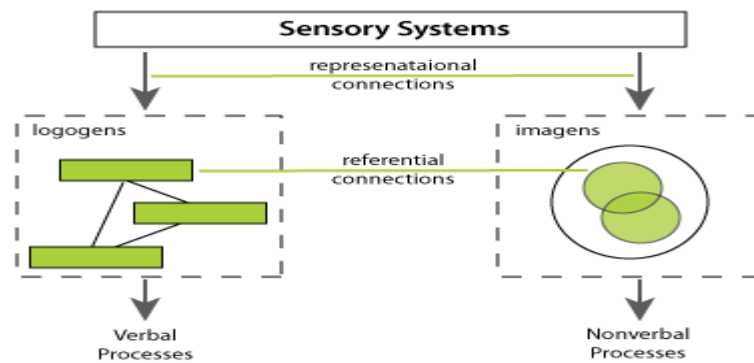 Sensory Systems
represenataional
connections
logogens
imagens
referential
connections
Verbal
Processes
Nonverbal
Processes